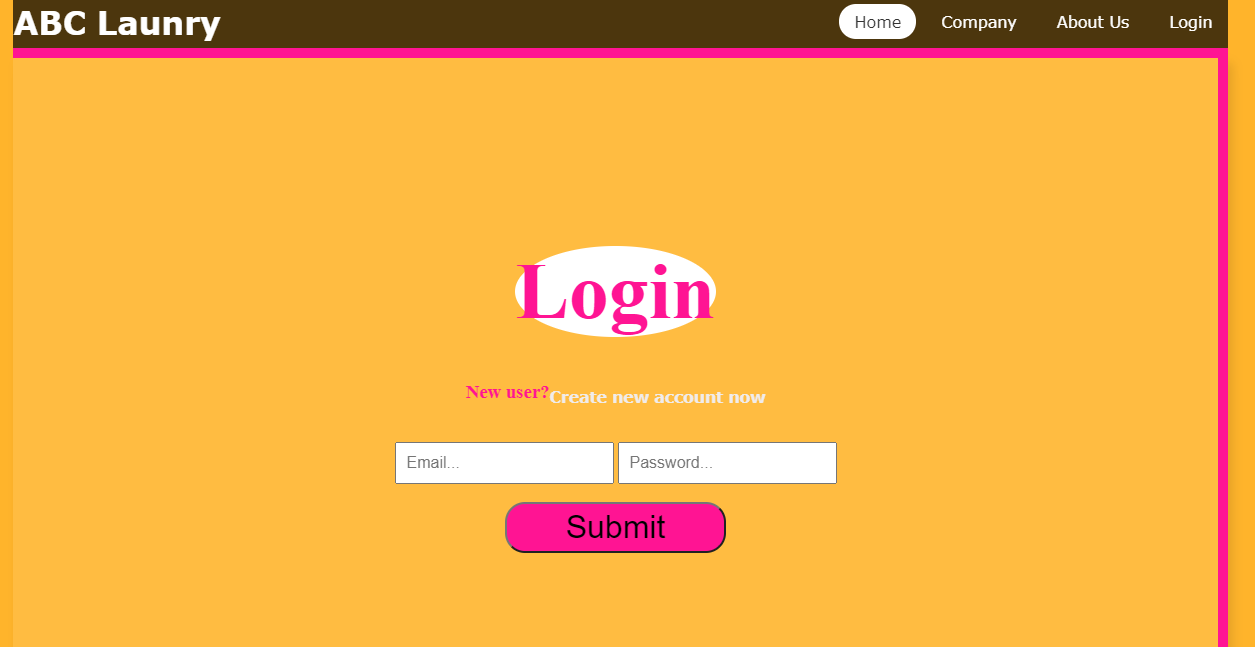 ABC Launry Home Company About Us Login
Login
New user?Create new account now
Email... Password...
Submit